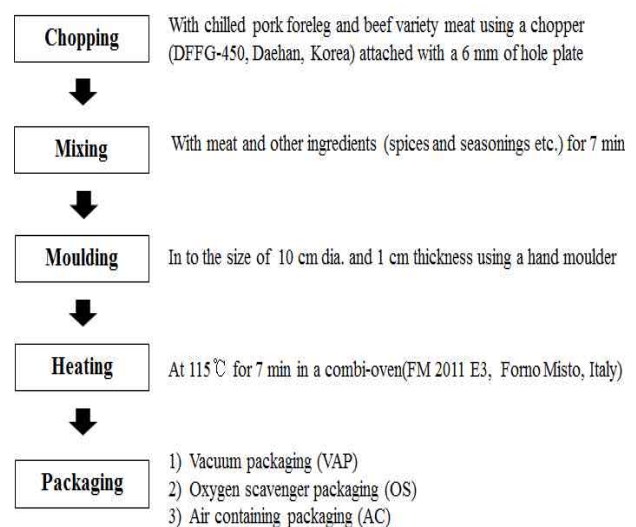 Chopping
With chilled pork foreleg and beef variety meat using a chopper
(DFFG-450, Daehan, Korea) attached with a 6 mm of hole plate
Mixing
With meat and other ingredients (spices and seasonings etc.) for 7 min
Moulding
In to the size of 10 cm dia. and 1 cm thickness using a hand moulder
Heating
At 115℃ for 7 min in a combi-oven(FM 2011 E3, Forno Misto, Italy)
Packaging
1) Vacuum packaging (VAP)
2) Oxygen scavenger packaging (OS)
3) Air containing packaging (AC)